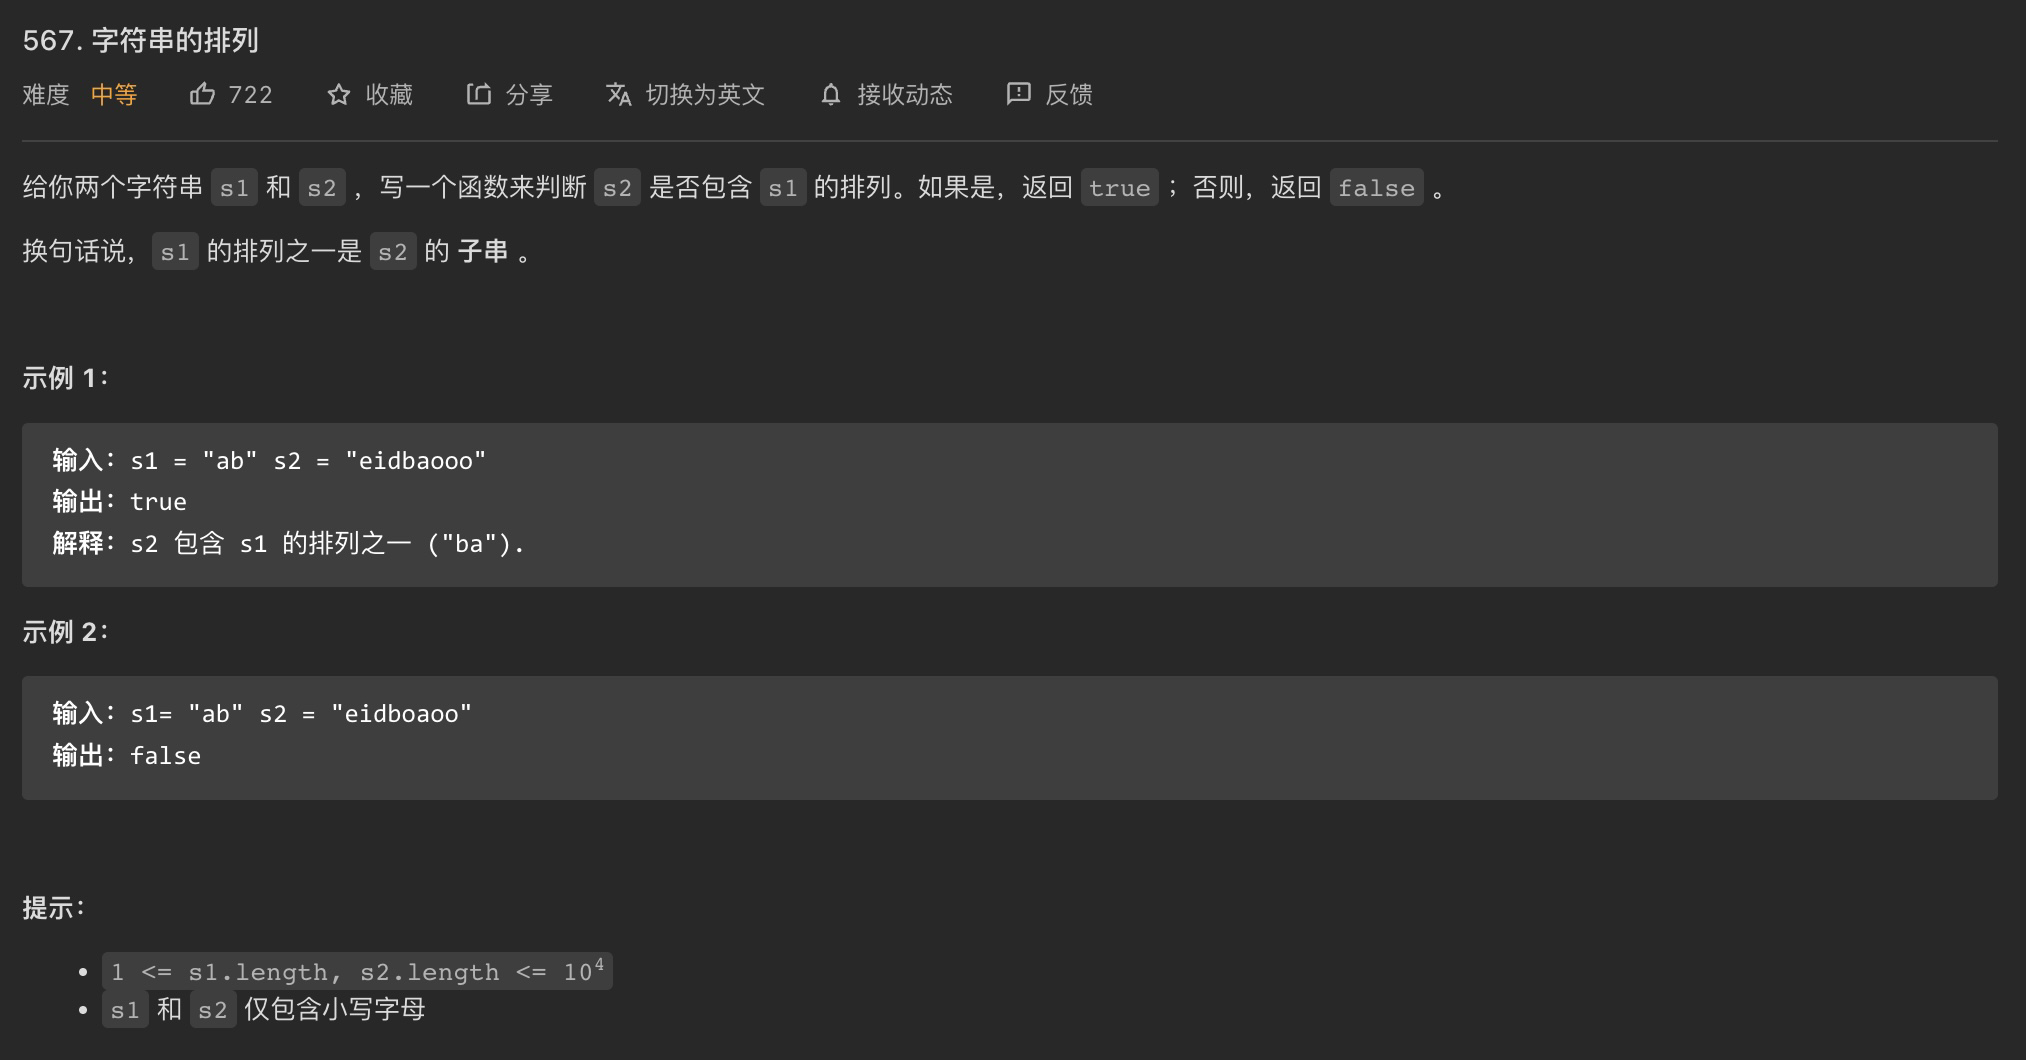 567. 字符串的排列
难度 中等 722 收藏 分享 切换为英文 接收动态 反馈
给你两个字符串 s1 和 s2 ，写一个函数来判断 s2 是否包含 s1 的排列。如果是，返回 true ；否则，返回 false 。
换句话说，s1 的排列之一是 s2 的 子串 。
示例 1：
输入：s1 = "ab" s2 = "eidbaooo"
输出：true
解释：s2 包含 s1 的排列之一 ("ba").
示例 2：
输入：s1= "ab" s2 = "eidboaoo"
输出：false
提示：
• 1 <= s1.length, s2.length <= 10⁴
• s1 和 s2 仅包含小写字母